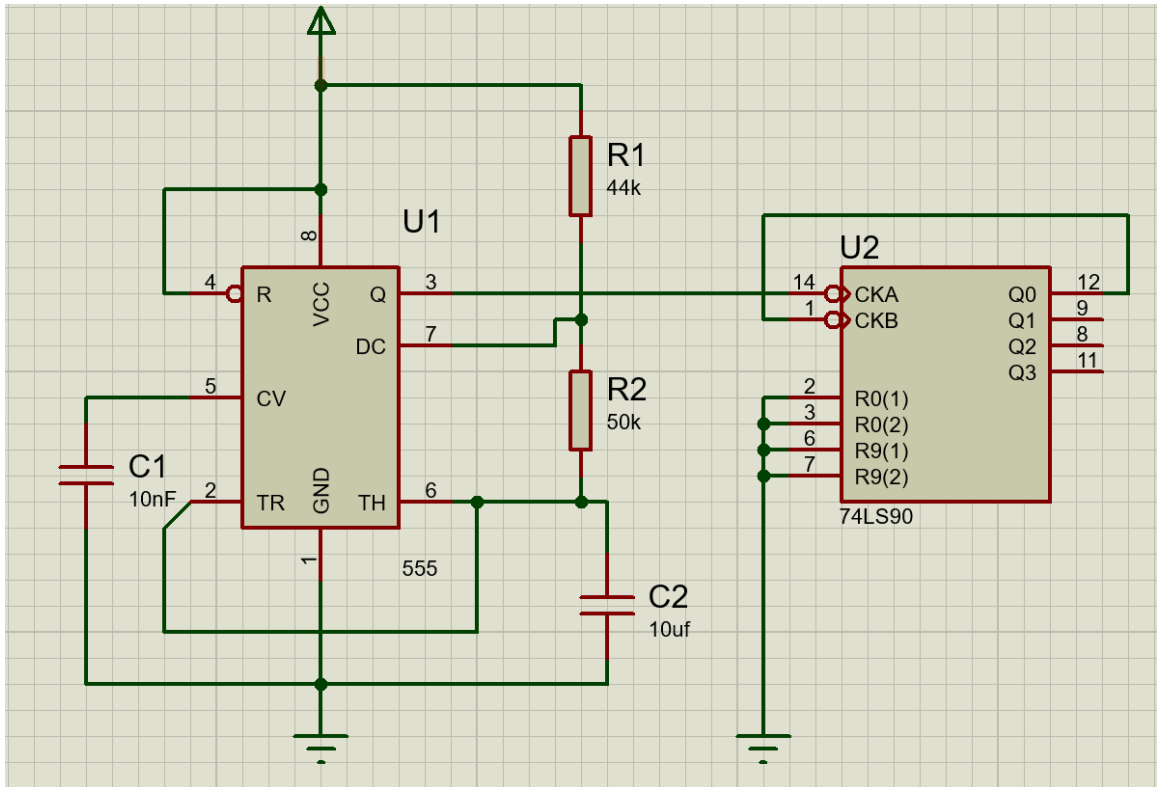 R1
44k
U1
8
U2
4
R
VCC
Q
3
14
CKA
Q0
12
1
CKB
Q1
9
DC
7
Q2
8
Q3
11
5
CV
R2
50k
2
R0(1)
3
R0(2)
6
R9(1)
7
R9(2)
C1
10nF
2
TR
GND
TH
6
74LS90
1
555
C2
10uf